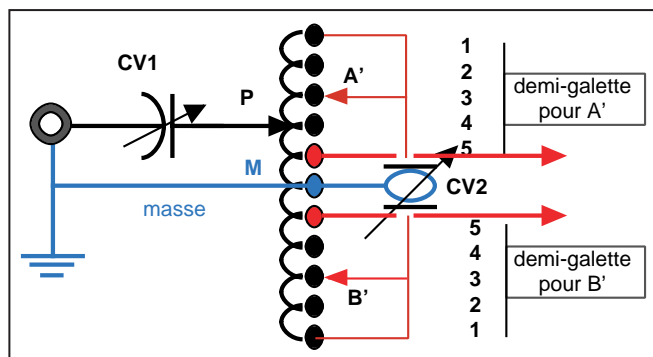 CV1
P
A’
1
2
3
4
5
demi-galette
pour A’
M
CV2
masse
B’
5
4
3
2
1
demi-galette
pour B’